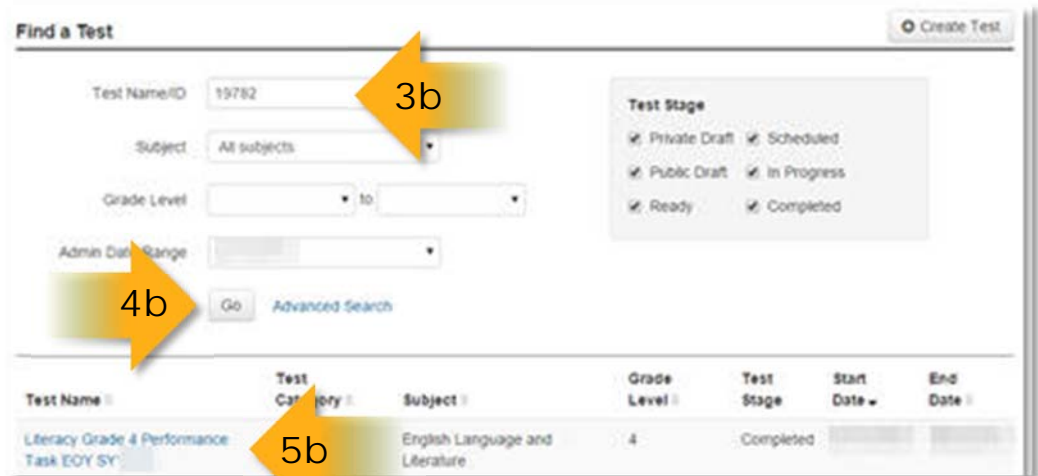 Find a Test
Create Test
Test Name/ID 19782
3b
Subject All subjects
Grade Level to
Admin Date Range
4b
Go Advanced Search
Test Stage
Private Draft Scheduled
Public Draft In Progress
Ready Completed
Test Name Test Category Subject Grade Level Test Stage Start Date End Date
Literacy Grade 4 Performance
Task EOY SY
5b
English Language and
Literature
4
Completed